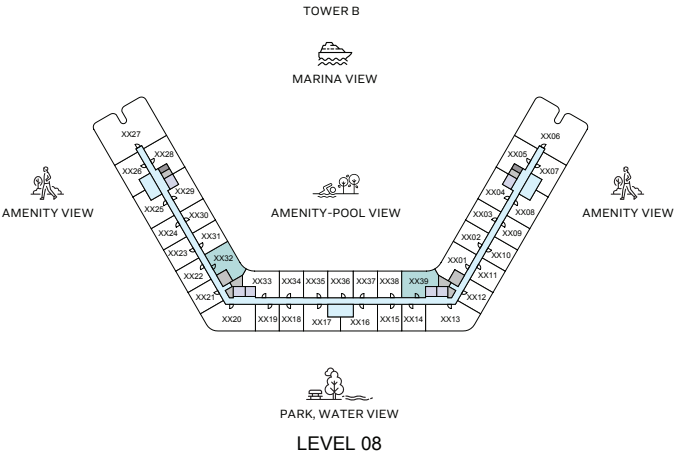 TOWER B
MARINA VIEW
XX27
XX06
XX28
XX05
XX26
XX07
XX29
XX04
XX25
XX08
AMENITY VIEW
AMENITY-POOL VIEW
AMENITY VIEW
XX30
XX03
XX24
XX09
XX31
XX02
XX23
XX10
XX32
XX01
XX22
XX11
XX33
XX34
XX35
XX36
XX37
XX38
XX39
XX21
XX12
XX20
XX19
XX18
XX17
XX16
XX15
XX14
XX13
PARK, WATER VIEW
LEVEL 08